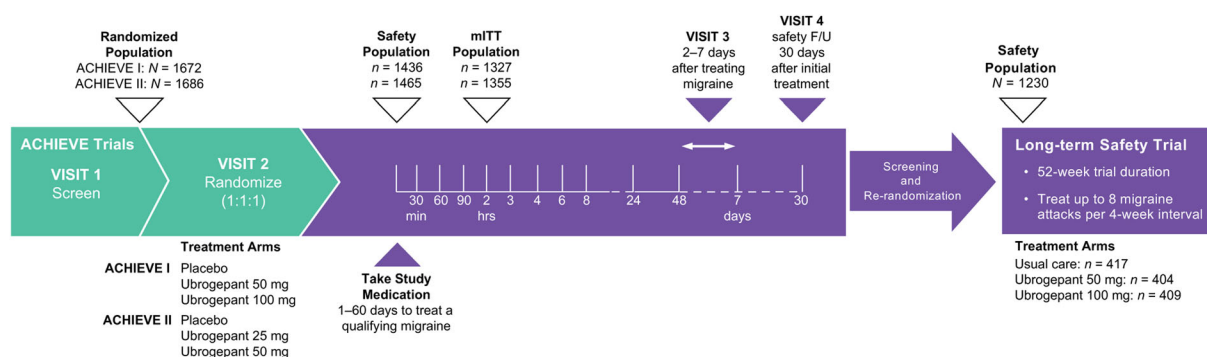 Randomized
Population
ACHIEVE I: N = 1672
ACHIEVE II: N = 1686
Safety
Population
n = 1436
n = 1465
mITT
Population
n = 1327
n = 1355
VISIT 3
2–7 days
after treating
migraine
VISIT 4
safety F/U
30 days
after initial
treatment
Safety
Population
N = 1230
ACHIEVE Trials
VISIT 1
Screen
VISIT 2
Randomize
(1:1:1)
30 60 90 2 3 4 6 8 24 48 7 30
min hrs days
Screening
and
Re-randomization
Long-term Safety Trial
• 52-week trial duration
• Treat up to 8 migraine
attacks per 4-week interval
Treatment Arms
ACHIEVE I Placebo
Ubrogepant 50 mg
Ubrogepant 100 mg
ACHIEVE II Placebo
Ubrogepant 25 mg
Ubrogepant 50 mg
Take Study
Medication
1–60 days to treat a
qualifying migraine
Treatment Arms
Usual care: n = 417
Ubrogepant 50 mg: n = 404
Ubrogepant 100 mg: n = 409